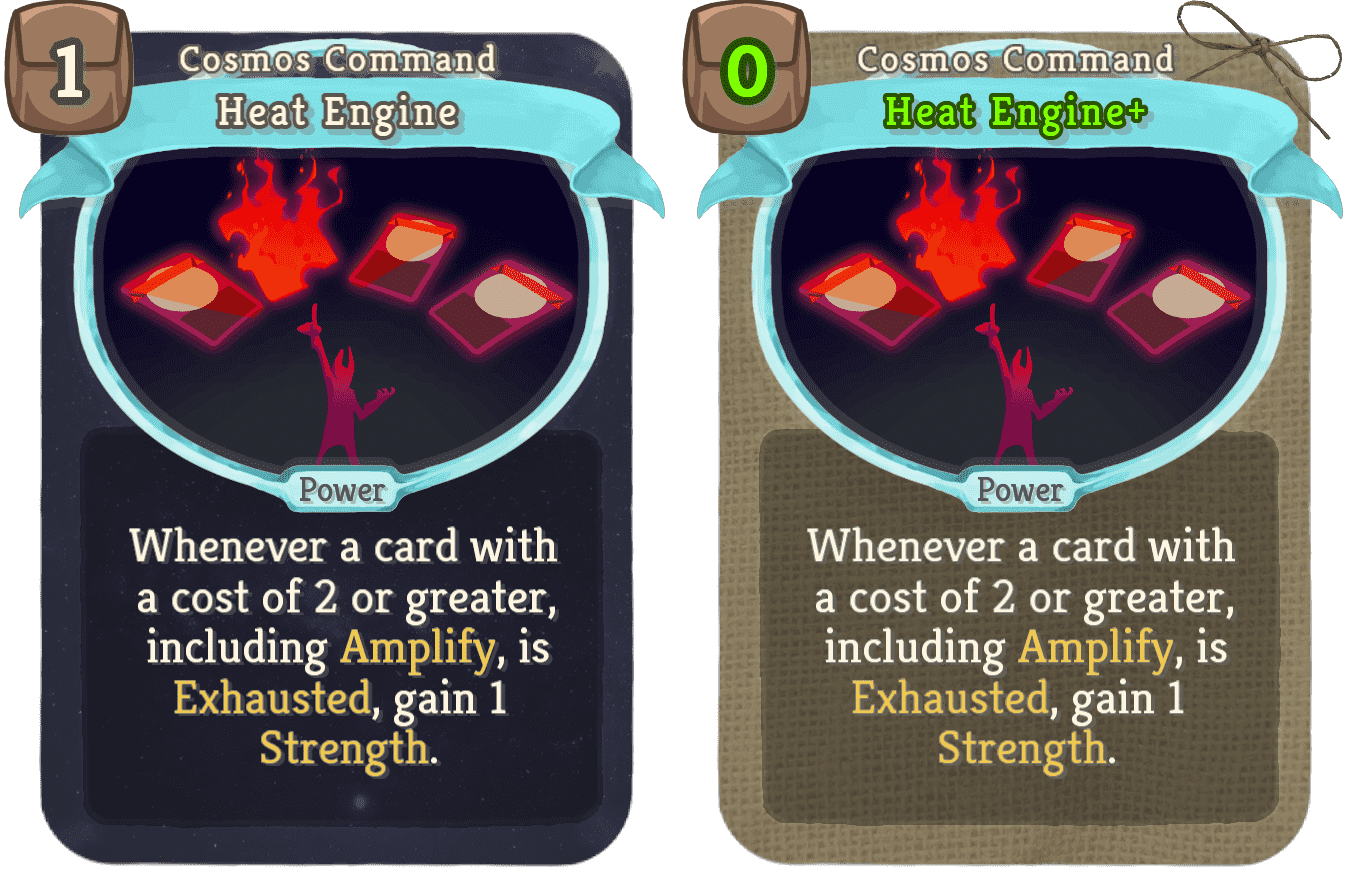 1
Cosmos Command
Heat Engine
Power
Whenever a card with
a cost of 2 or greater,
including Amplify, is
Exhausted, gain 1
Strength.
0
Cosmos Command
Heat Engine+
Power
Whenever a card with
a cost of 2 or greater,
including Amplify, is
Exhausted, gain 1
Strength.